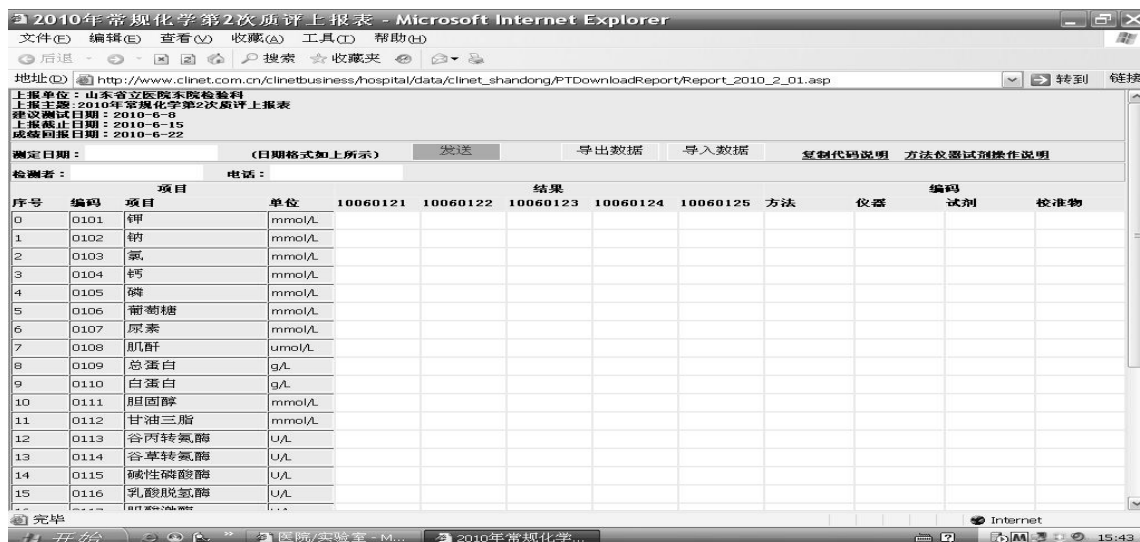 2010年常规化学第2次质评上报表 - Microsoft Internet Explorer
文件(F) 编辑(E) 查看(V) 收藏(A) 工具(T) 帮助(H)
后退 搜索 收藏夹
地址(D) http://www.clinet.com.cn/clinetbusiness/hospital/data/clinet_shandong/PTDownloadReport/Report_2010_2_01.asp 转到 链接
上报单位：山东省立医院东院检验科
上报主题:2010年常规化学第2次质评上报表
建议测试日期：2010-6-8
上报截止日期：2010-6-15
成绩回报日期：2010-6-22
测定日期： (日期格式如上所示) 发送 导出数据 导入数据 复制代码说明 方法仪器试剂操作说明
检测者： 电话：
项目 结果 编码
序号 编码 项目 单位 10060121 10060122 10060123 10060124 10060125 方法 仪器 试剂 校准物
0 0101 钾 mmol/L
1 0102 钠 mmol/L
2 0103 氯 mmol/L
3 0104 钙 mmol/L
4 0105 磷 mmol/L
5 0106 葡萄糖 mmol/L
6 0107 尿素 mmol/L
7 0108 肌酐 umol/L
8 0109 总蛋白 g/L
9 0110 白蛋白 g/L
10 0111 胆固醇 mmol/L
11 0112 甘油三脂 mmol/L
12 0113 谷丙转氨酶 U/L
13 0114 谷草转氨酶 U/L
14 0115 碱性磷酸酶 U/L
15 0116 乳酸脱氢酶 U/L
完毕 Internet
开始 医院/实验室 - M... 2010年常规化学... 15:43